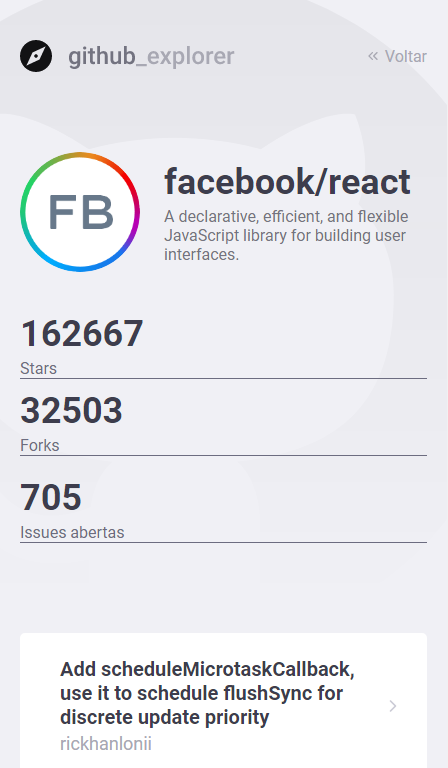 github_explorer
Voltar
FB
facebook/react
A declarative, efficient, and flexible
JavaScript library for building user
interfaces.
162667
Stars
32503
Forks
705
Issues abertas
Add scheduleMicrotaskCallback,
use it to schedule flushSync for
discrete update priority
rickhanlonii